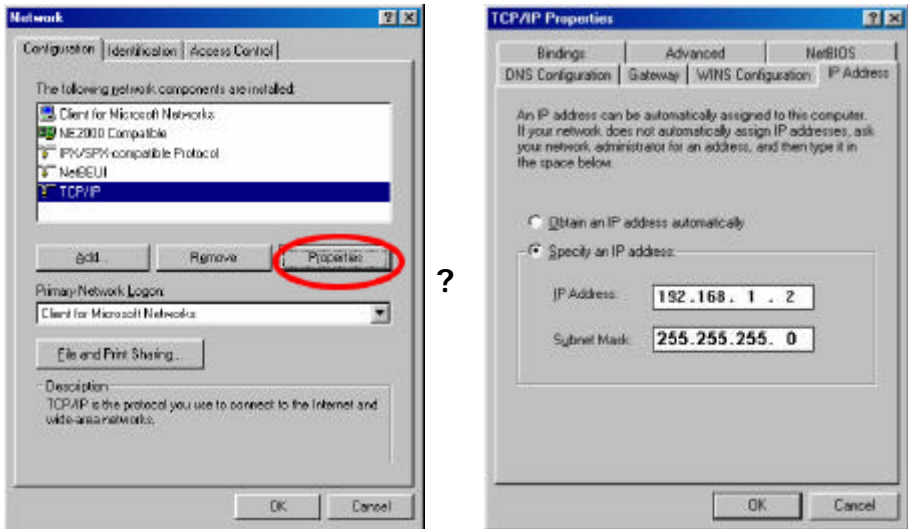 Network
Configuration Identification Access Control
The following network components are installed:
Client for Microsoft Networks
NE2000 Compatible
IPX/SPX-compatible Protocol
NetBEUI
TCP/IP
Add... Remove Properties
Primary Network Logon:
Client for Microsoft Networks
File and Print Sharing...
Description
TCP/IP is the protocol you use to connect to the Internet and
wide-area networks.
OK Cancel
?
TCP/IP Properties
Bindings Advanced NetBIOS
DNS Configuration Gateway WINS Configuration IP Address
An IP address can be automatically assigned to this computer.
If your network does not automatically assign IP addresses, ask
your network administrator for an address, and then type it in
the space below.
Obtain an IP address automatically
Specify an IP address:
IP Address: 192.168. 1 . 2
Subnet Mask: 255.255.255. 0
OK Cancel